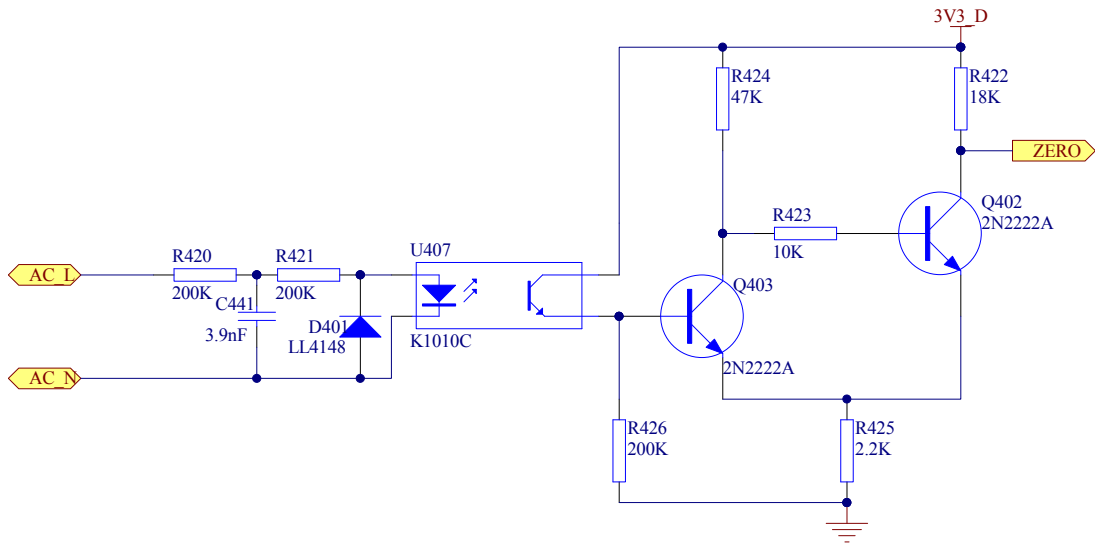 3V3_D
R424
47K
R422
18K
ZERO
Q402
2N2222A
R423
10K
U407
AC_L
R420
200K
R421
200K
C441
3.9nF
D401
LL4148
K1010C
Q403
2N2222A
AC_N
R426
200K
R425
2.2K